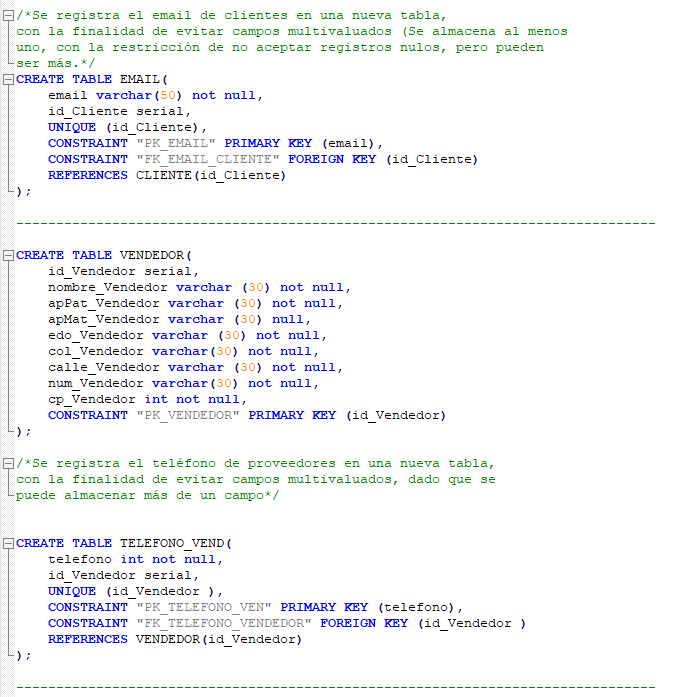 /*Se registra el email de clientes en una nueva tabla,
con la finalidad de evitar campos multivaluados (Se almacena al menos
uno, con la restricción de no aceptar registros nulos, pero pueden
ser más.*/
CREATE TABLE EMAIL(
email varchar(50) not null,
id_Cliente serial,
UNIQUE (id_Cliente),
CONSTRAINT "PK_EMAIL" PRIMARY KEY (email),
CONSTRAINT "FK_EMAIL_CLIENTE" FOREIGN KEY (id_Cliente)
REFERENCES CLIENTE(id_Cliente)
);
--------------------------------------------------------------------------------
CREATE TABLE VENDEDOR(
id_Vendedor serial,
nombre_Vendedor varchar (30) not null,
apPat_Vendedor varchar (30) not null,
apMat_Vendedor varchar (30) null,
edo_Vendedor varchar (30) not null,
col_Vendedor varchar(30) not null,
calle_Vendedor varchar (30) not null,
num_Vendedor varchar(30) not null,
cp_Vendedor int not null,
CONSTRAINT "PK_VENDEDOR" PRIMARY KEY (id_Vendedor)
);
/*Se registra el teléfono de proveedores en una nueva tabla,
con la finalidad de evitar campos multivaluados, dado que se
puede almacenar más de un campo*/
CREATE TABLE TELEFONO_VEND(
telefono int not null,
id_Vendedor serial,
UNIQUE (id_Vendedor ),
CONSTRAINT "PK_TELEFONO_VEN" PRIMARY KEY (telefono),
CONSTRAINT "FK_TELEFONO_VENDEDOR" FOREIGN KEY (id_Vendedor )
REFERENCES VENDEDOR(id_Vendedor)
);
--------------------------------------------------------------------------------